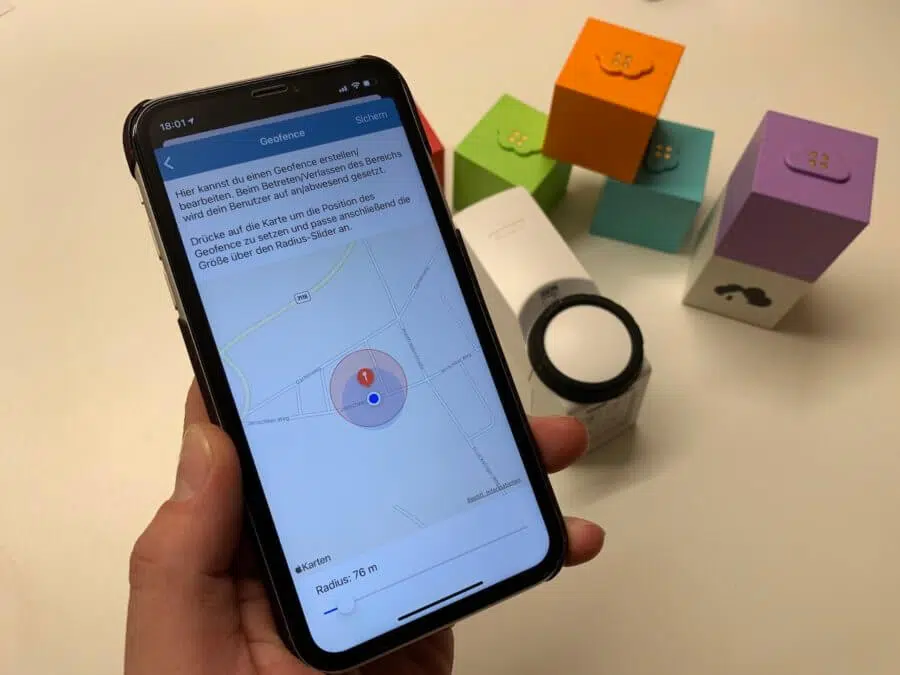 18:01
Geofence
Sichern
Hier kannst du einen Geofence erstellen/
bearbeiten. Beim Betreten/Verlassen des Bereichs
wird dein Benutzer auf an/abwesend gesetzt.
Drücke auf die Karte um die Position des
Geofence zu setzen und passe anschließend die
Größe über den Radius-Slider an.
Karten
Radius: 76 m